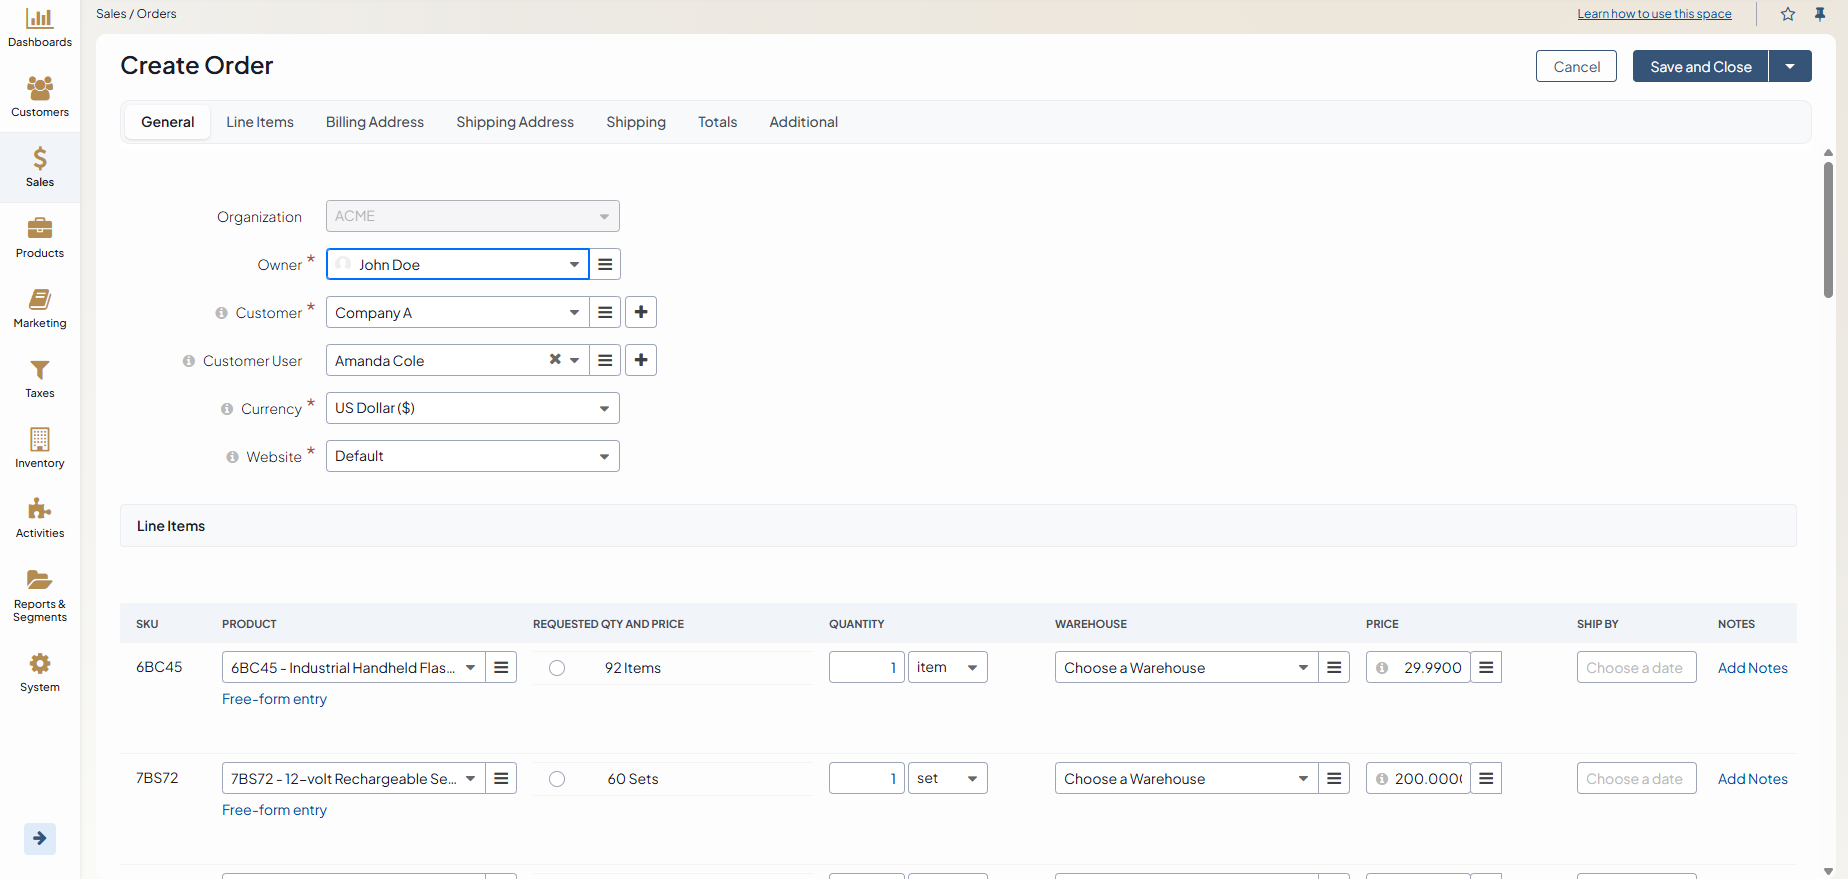 Sales / Orders
Learn how to use this space
Dashboards
Customers
Sales
Products
Marketing
Taxes
Inventory
Activities
Reports &
Segments
System
Create Order
Cancel
Save and Close
General
Line Items
Billing Address
Shipping Address
Shipping
Totals
Additional
Organization
ACME
Owner *
John Doe
Customer *
Company A
Customer User
Amanda Cole
Currency *
US Dollar ($)
Website *
Default
Line Items
SKU PRODUCT REQUESTED QTY AND PRICE QUANTITY WAREHOUSE PRICE SHIP BY NOTES
6BC45 6BC45 - Industrial Handheld Flas... 92 Items 1 item Choose a Warehouse 29.9900 Choose a date Add Notes
Free-form entry
7BS72 7BS72 - 12-volt Rechargeable Se... 60 Sets 1 set Choose a Warehouse 200.000 Choose a date Add Notes
Free-form entry